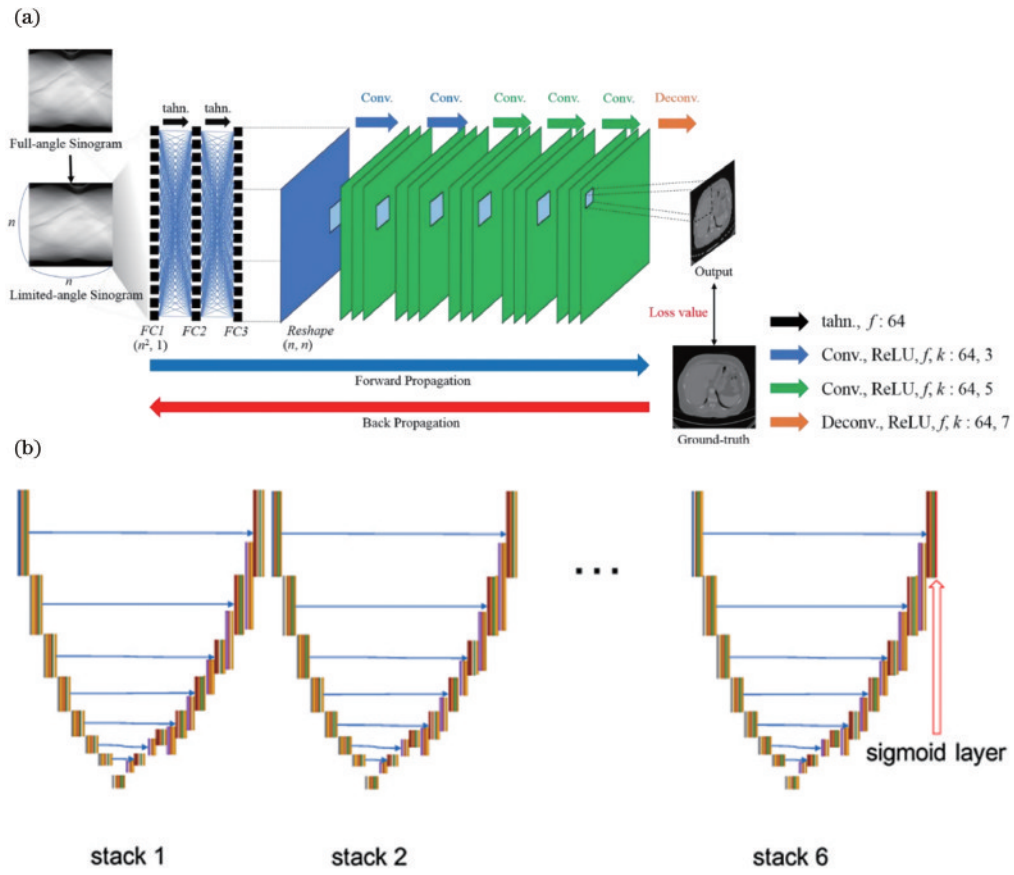 (a)
tahn.
tahn.
Conv.
Conv.
Conv.
Conv.
Conv.
Deconv.
Full-angle Sinogram
n
n
Limited-angle Sinogram
Output
Loss value
FC1
FC2
FC3
Reshape
(n², 1)
(n, n)
Forward Propagation
Back Propagation
Ground-truth
tahn., f : 64
Conv., ReLU, f, k : 64, 3
Conv., ReLU, f, k : 64, 5
Deconv., ReLU, f, k : 64, 7
(b)
...
sigmoid layer
stack 1
stack 2
stack 6